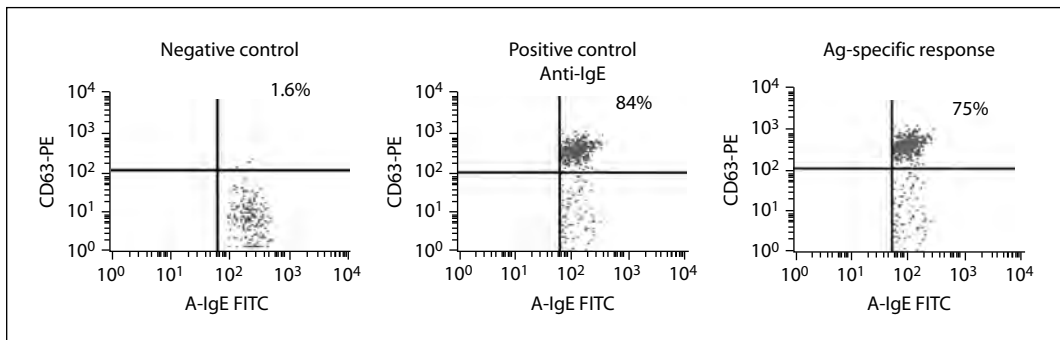 Negative control
1.6%
10⁴
10³
10²
10¹
10⁰
CD63-PE
10⁰ 10¹ 10² 10³ 10⁴
A-IgE FITC
Positive control
Anti-IgE
84%
10⁴
10³
10²
10¹
10⁰
CD63-PE
10⁰ 10¹ 10² 10³ 10⁴
A-IgE FITC
Ag-specific response
75%
10⁴
10³
10²
10¹
10⁰
CD63-PE
10⁰ 10¹ 10² 10³ 10⁴
A-IgE FITC